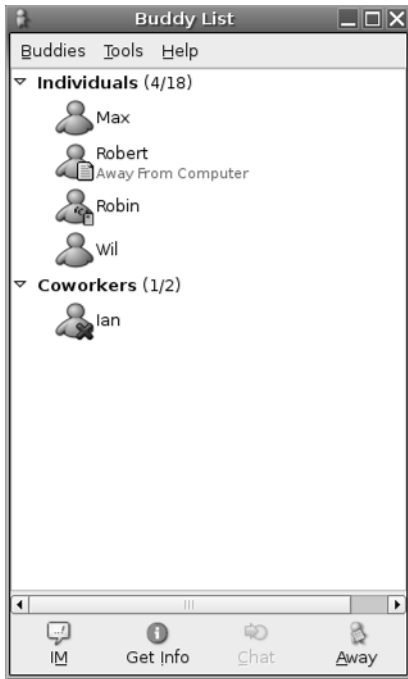 Buddy List
Buddies Tools Help
Individuals (4/18)
Max
Robert
Away From Computer
Robin
Wil
Coworkers (1/2)
Ian
IM Get Info Chat Away